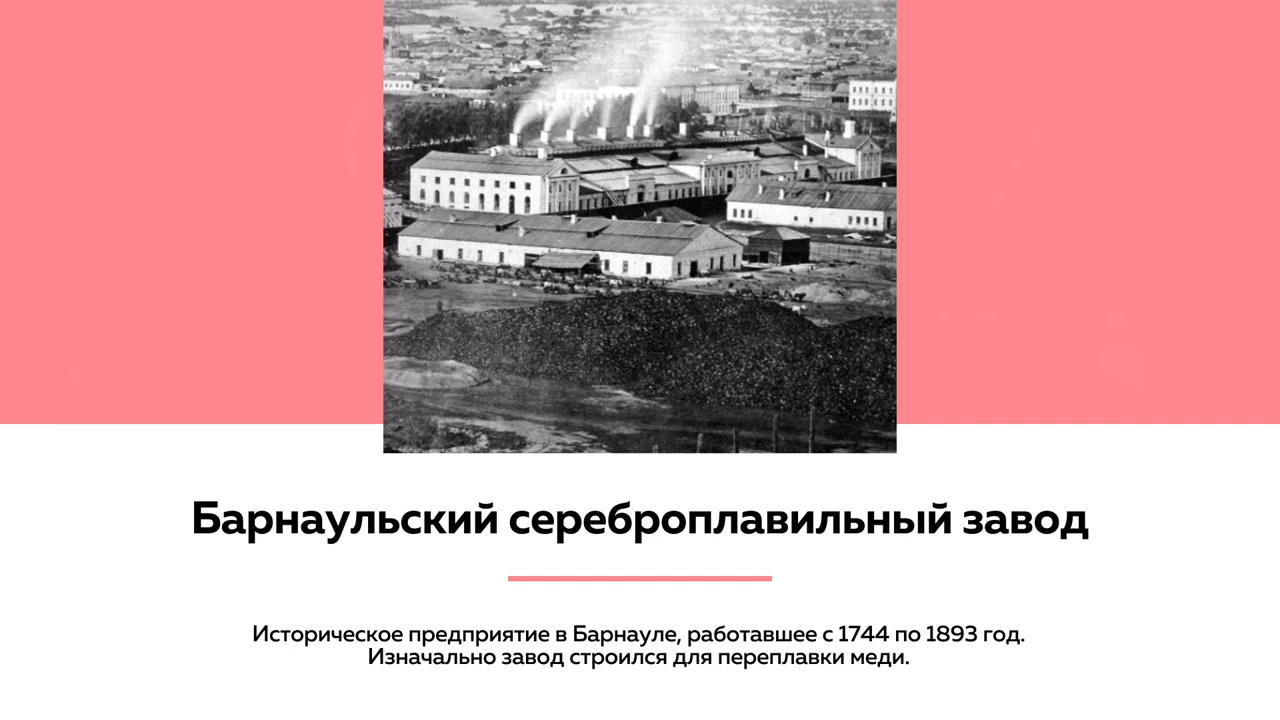 Барнаульский сереброплавильный завод
Историческое предприятие в Барнауле, работавшее с 1744 по 1893 год.
Изначально завод строился для переплавки меди.